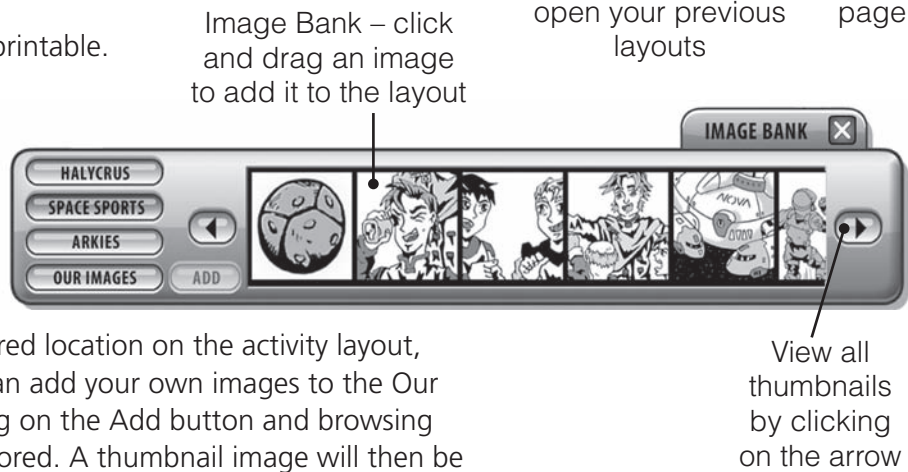 printable.
Image Bank – click
and drag an image
to add it to the layout
open your previous
layouts
page
IMAGE BANK
HALYCRUS
SPACE SPORTS
ARKIES
OUR IMAGES
ADD
NOVA
red location on the activity layout,
an add your own images to the Our
g on the Add button and browsing
ored. A thumbnail image will then be
View all
thumbnails
by clicking
on the arrow